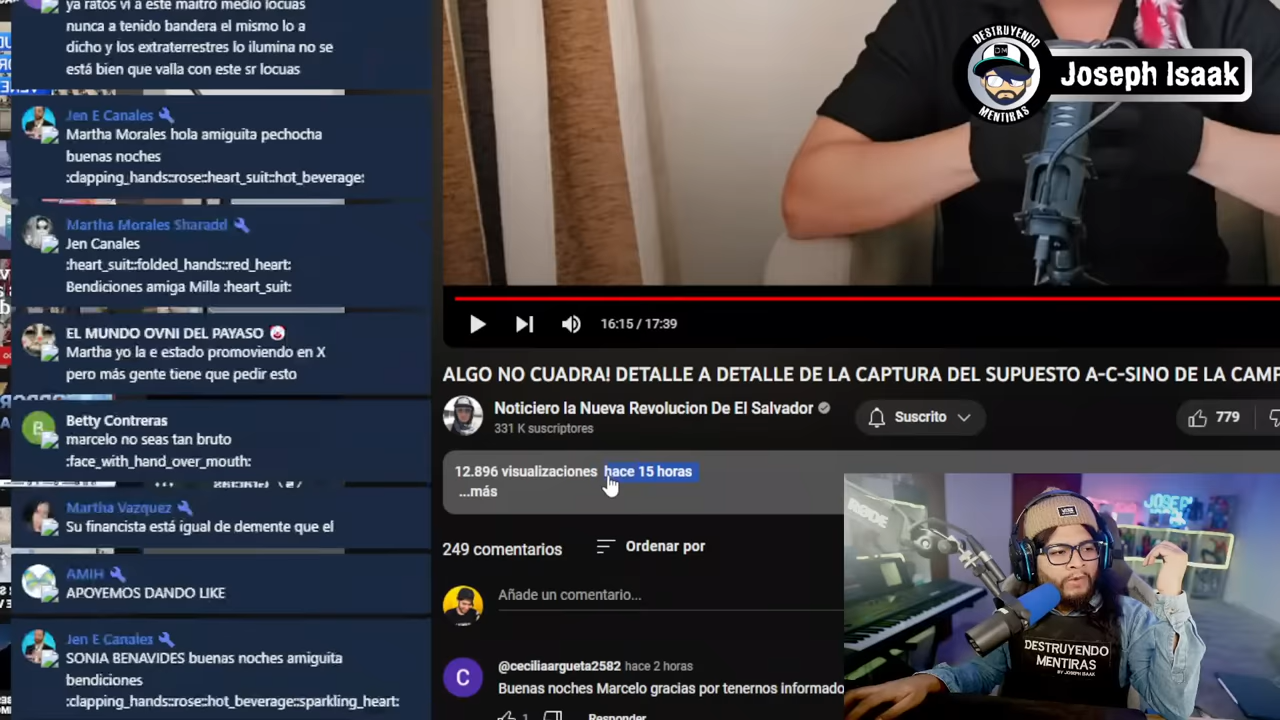 ya ratos vi a este maitro medio locuas
nunca a tenido bandera el mismo lo a
dicho y los extraterrestres lo ilumina no se
está bien que valla con este sr locuas
Jen E Canales
Martha Morales hola amiguita pechocha
buenas noches
:clapping_hands::rose::heart_suit::hot_beverage:
Martha Morales Sharadd
Jen Canales
:heart_suit::folded_hands::red_heart:
Bendiciones amiga Milla :heart_suit:
EL MUNDO OVNI DEL PAYASO
Martha yo la e estado promoviendo en X
pero más gente tiene que pedir esto
Betty Contreras
marcelo no seas tan bruto
:face_with_hand_over_mouth:
Martha Vazquez
Su financista está igual de demente que el
AMIH
APOYEMOS DANDO LIKE
Jen E Canales
SONIA BENAVIDES buenas noches amiguita
bendiciones
:clapping_hands::rose::hot_beverage::sparkling_heart:
DESTRUYENDO
DM
MENTIRAS
Joseph Isaak
16:15 / 17:39
ALGO NO CUADRA! DETALLE A DETALLE DE LA CAPTURA DEL SUPUESTO A-C-SINO DE LA CAMP
Noticiero la Nueva Revolucion De El Salvador
331 K suscriptores
Suscrito
779
12.896 visualizaciones hace 15 horas
...más
249 comentarios
Ordenar por
Añade un comentario...
C
@ceciliaargueta2582 hace 2 horas
Buenas noches Marcelo gracias por tenernos informado
1
Responder
RØDE
JOSEPH
DESTRUYENDO
MENTIRAS
BY JOSEPH ISAAK